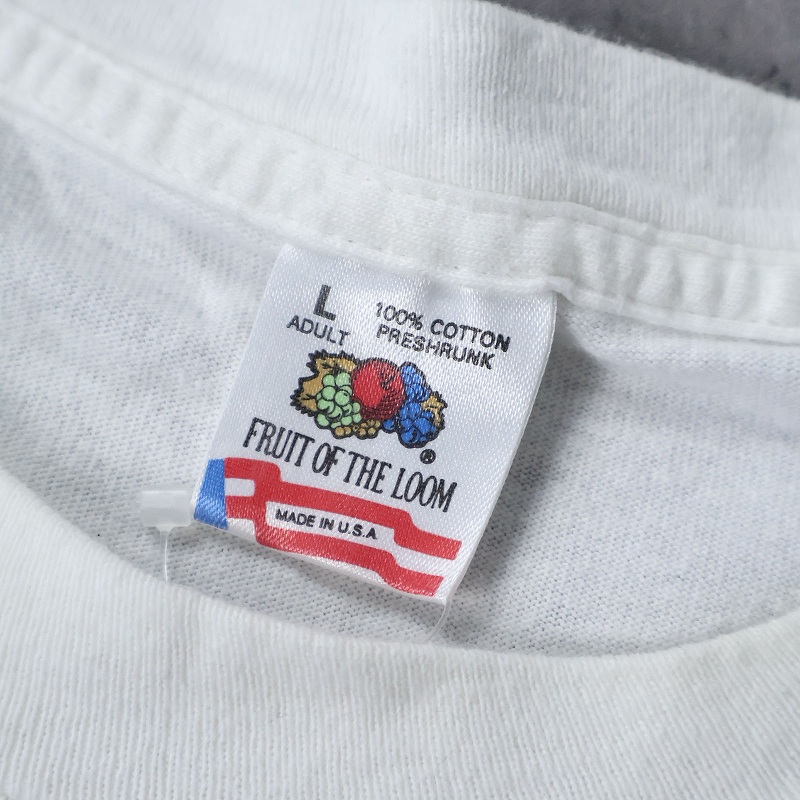 L
ADULT
100% COTTON
PRESHRUNK
FRUIT OF THE LOOM
®
MADE IN U.S.A